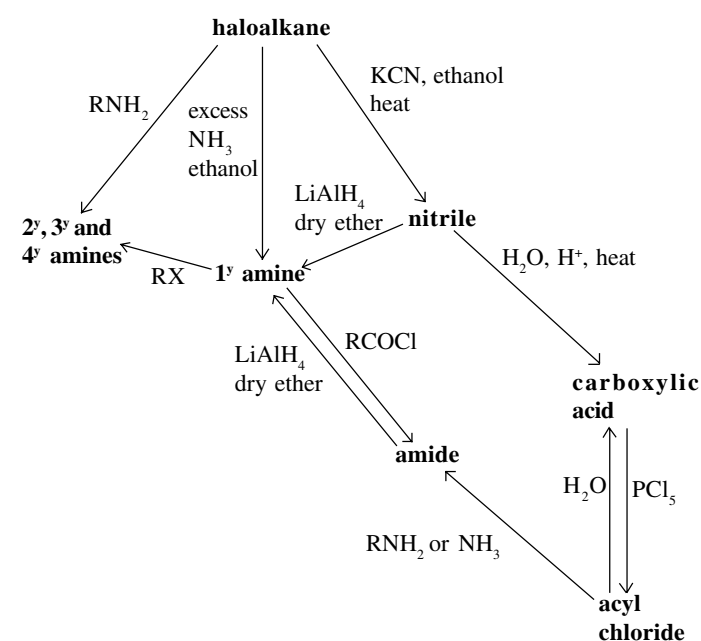 haloalkane
KCN, ethanol
heat
RNH₂
excess
NH₃
ethanol
LiAlH₄
dry ether
nitrile
2ʸ, 3ʸ and
4ʸ amines
RX
1ʸ amine
H₂O, H⁺, heat
LiAlH₄
dry ether
RCOCl
carboxylic
acid
amide
H₂O
PCl₅
RNH₂ or NH₃
acyl
chloride